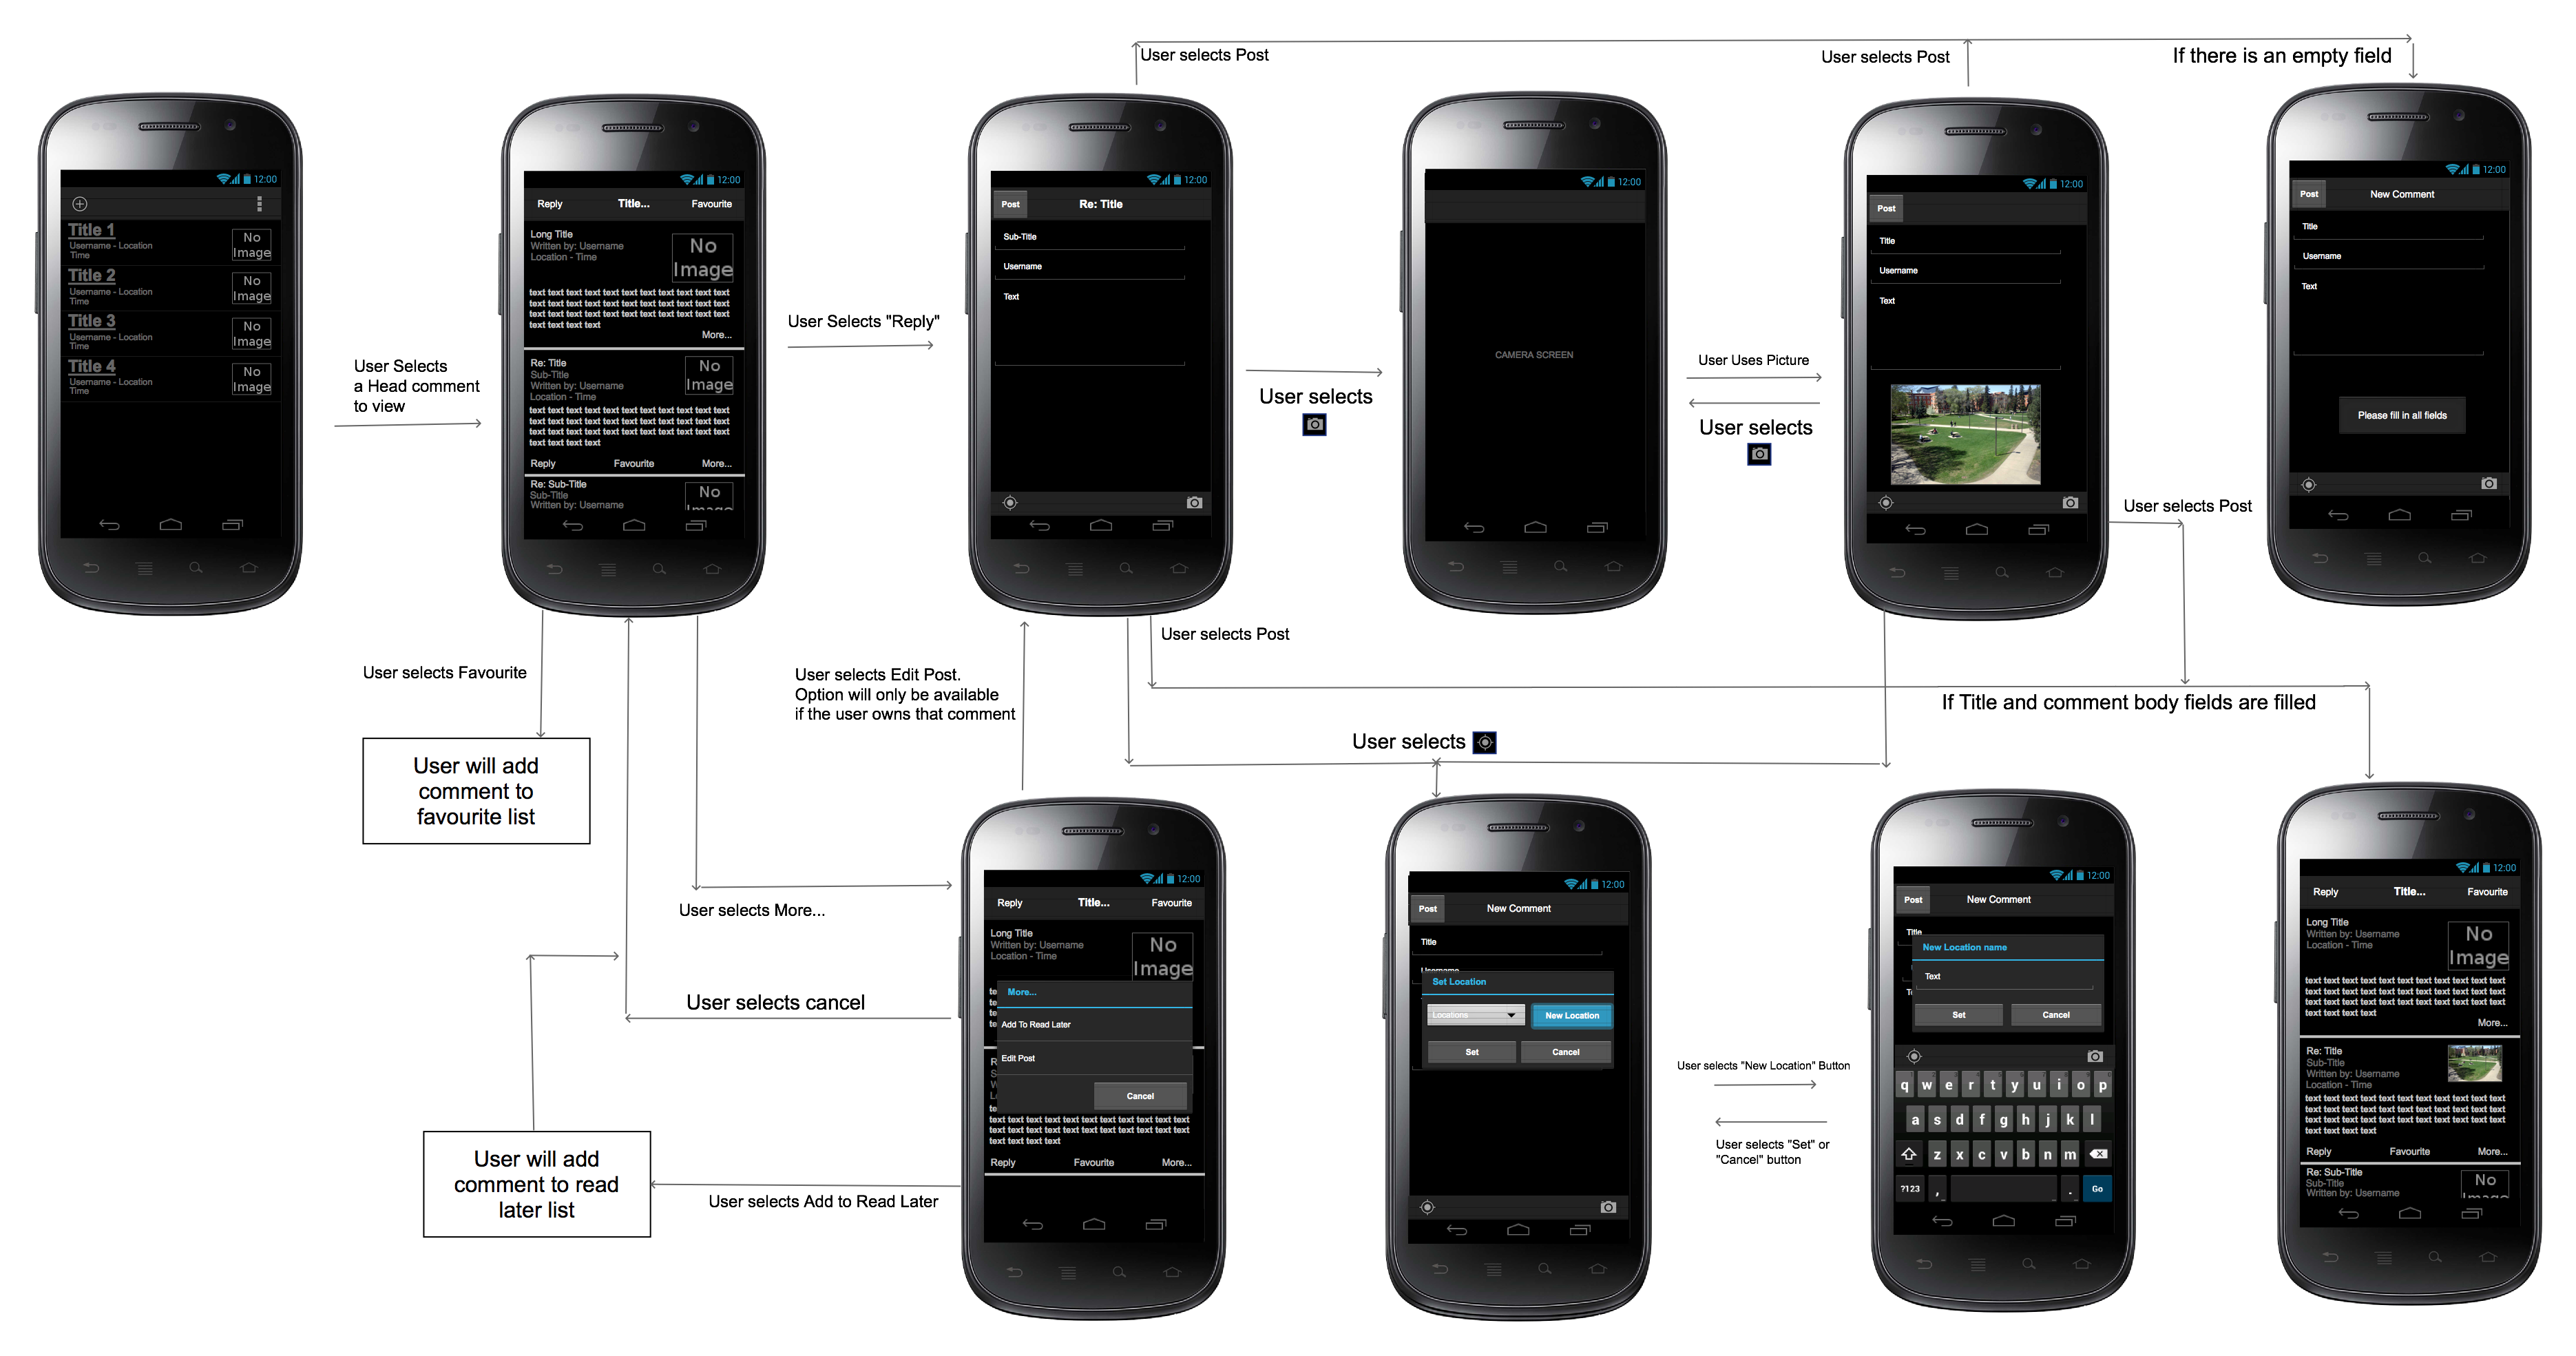 User selects Post
User selects Post
If there is an empty field
12:00
Title 1
Username - Location
Time
No
Image
Title 2
Username - Location
Time
No
Image
Title 3
Username - Location
Time
No
Image
Title 4
Username - Location
Time
No
Image
User Selects
a Head comment
to view
12:00
Reply Title... Favourite
Long Title
Written by: Username
Location - Time
No
Image
text text text text text text text text text text text
text text text text text text text text text text text
text text text text text text text text text text text
text text text text
More...
Re: Title
Sub-Title
Written by: Username
Location - Time
No
Image
text text text text text text text text text text text
text text text text text text text text text text text
text text text text text text text text text text text
text text text text
Reply Favourite More...
Re: Sub-Title
Sub-Title
Written by: Username
No
User Selects "Reply"
12:00
Post Re: Title
Sub-Title
Username
Text
User selects
12:00
CAMERA SCREEN
User Uses Picture
User selects
12:00
Post
Title
Username
Text
User selects Post
12:00
Post New Comment
Title
Username
Text
Please fill in all fields
User selects Favourite
User will add
comment to
favourite list
User selects Edit Post.
Option will only be available
if the user owns that comment
User selects Post
If Title and comment body fields are filled
User selects
User selects More...
User selects cancel
User will add
comment to read
later list
User selects Add to Read Later
12:00
Reply Title... Favourite
Long Title
Written by: Username
Location - Time
No
Image
More...
Add To Read Later
Edit Post
Cancel
text text text text text text text text text text text
text text text text text text text text text text text
text text text text
Reply Favourite More...
12:00
Post New Comment
Title
Username
Set Location
Locations New Location
Set Cancel
User selects "New Location" Button
User selects "Set" or
"Cancel" button
12:00
Post New Comment
Title
New Location name
Text
Set Cancel
q w e r t y u i o p
a s d f g h j k l
z x c v b n m
?123 , . Go
12:00
Reply Title... Favourite
Long Title
Written by: Username
Location - Time
No
Image
text text text text text text text text text text text
text text text text text text text text text text text
text text text text text text text text text text text
text text text text
More...
Re: Title
Sub-Title
Written by: Username
Location - Time
text text text text text text text text text text text
text text text text text text text text text text text
text text text text text text text text text text text
text text text text
Reply Favourite More...
Re: Sub-Title
Sub-Title
Written by: Username
No